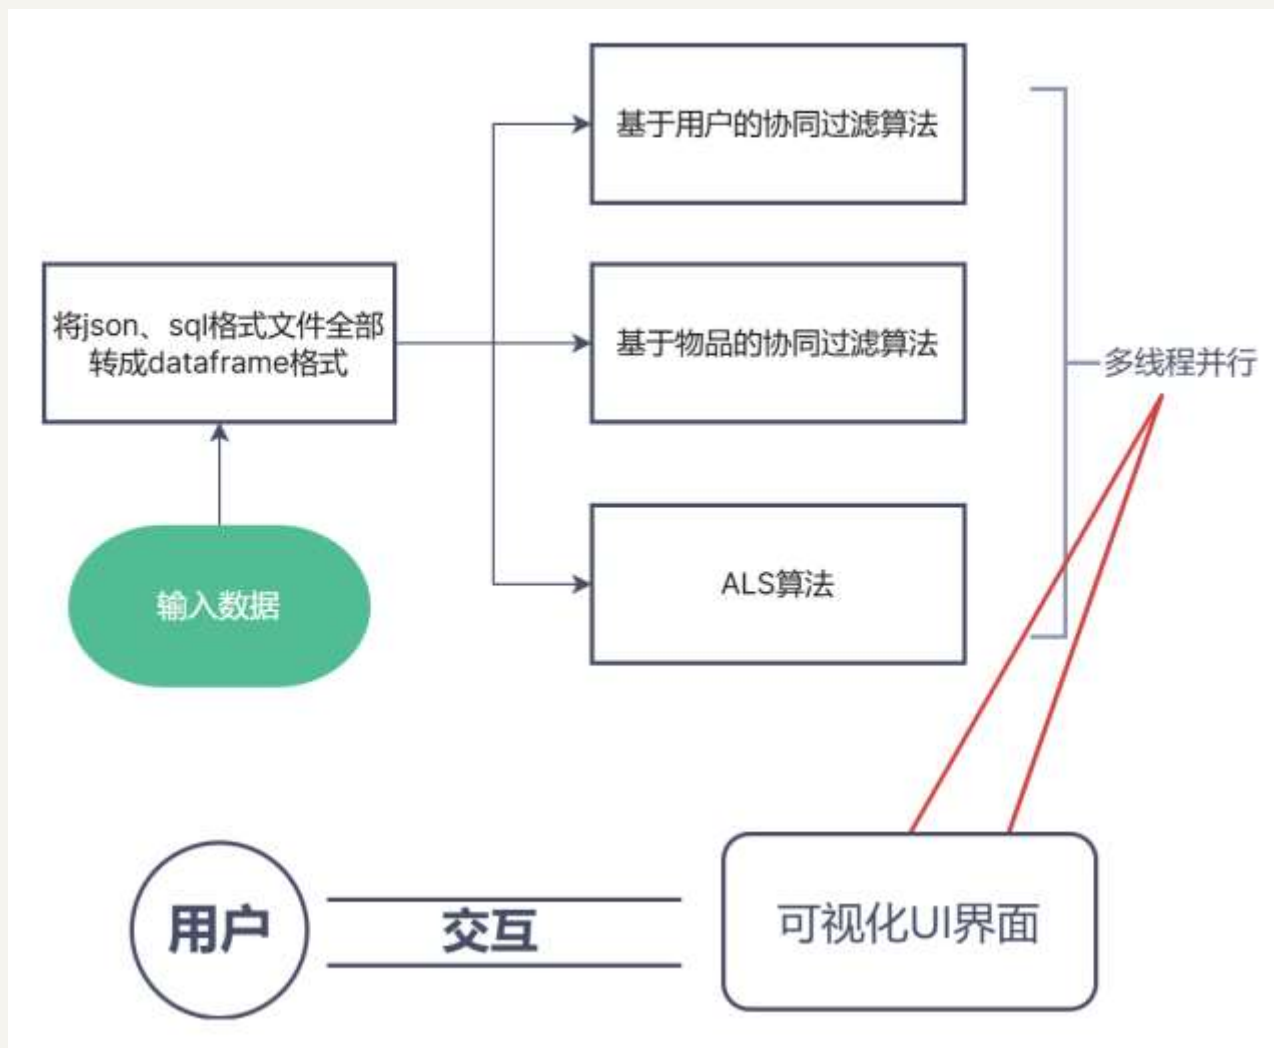 基于用户的协同过滤算法
将json、sql格式文件全部
转成dataframe格式
基于物品的协同过滤算法
多线程并行
ALS算法
输入数据
用户
交互
可视化UI界面